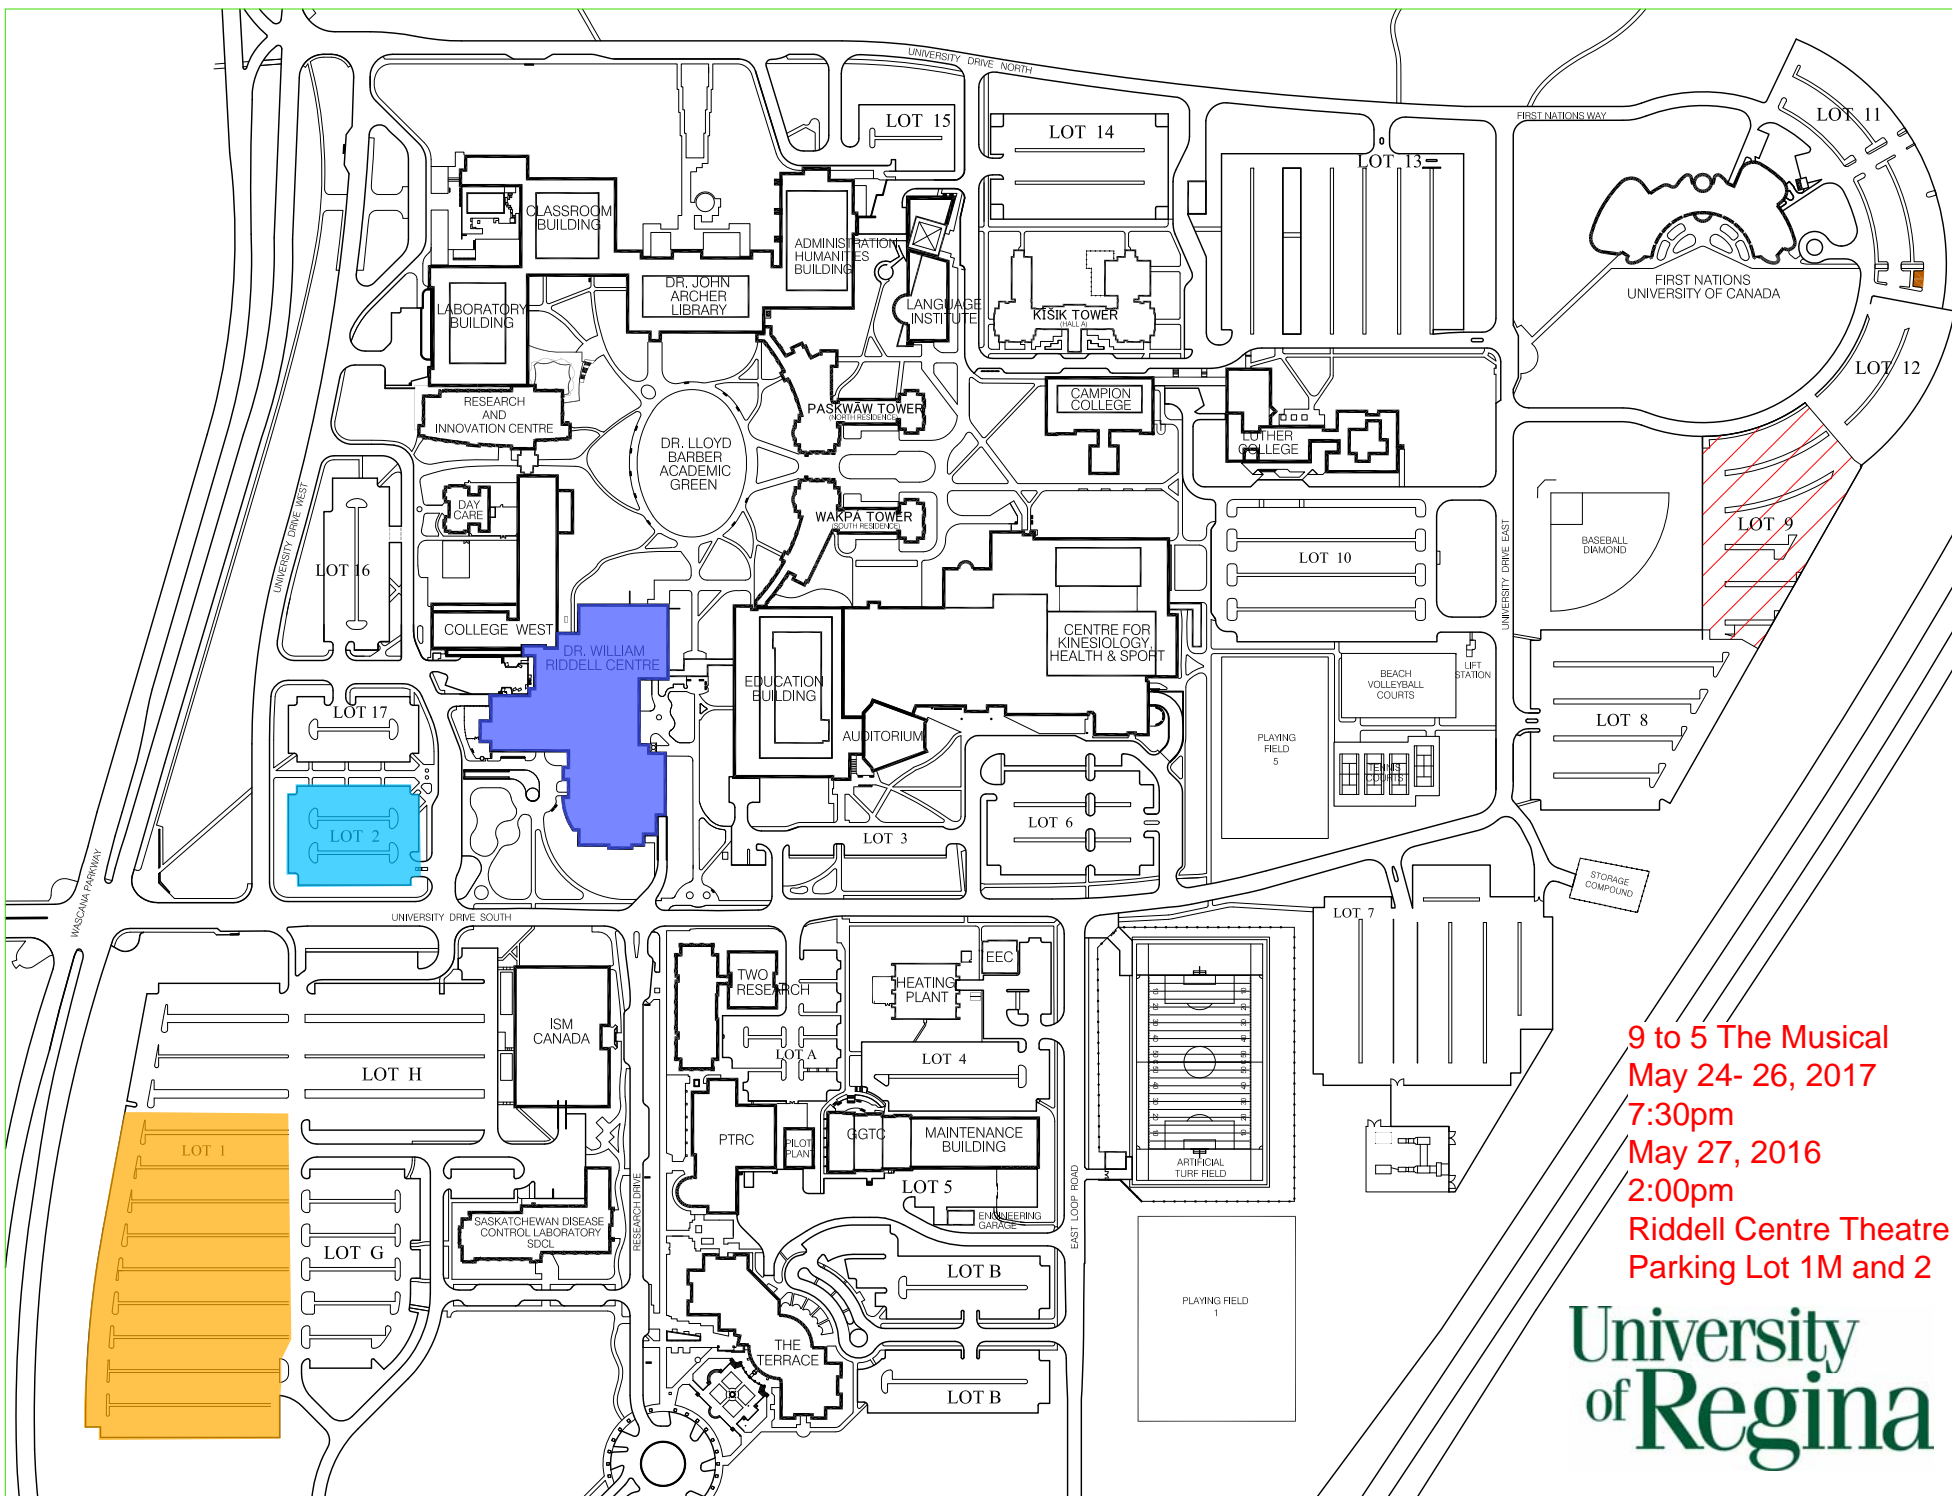 UNIVERSITY DRIVE NORTH
FIRST NATIONS WAY
LOT 11
LOT 15
LOT 14
LOT 13
CLASSROOM
BUILDING
ADMINISTRATION
HUMANITIES
BUILDING
FIRST NATIONS
UNIVERSITY OF CANADA
DR. JOHN
ARCHER
LIBRARY
LABORATORY
BUILDING
LANGUAGE
INSTITUTE
KĪŠIK TOWER
(HALL A)
LOT 12
RESEARCH
AND
INNOVATION CENTRE
PASKWĀW TOWER
(NORTH RESIDENCE)
CAMPION
COLLEGE
LUTHER
COLLEGE
DR. LLOYD
BARBER
ACADEMIC
GREEN
DAY
CARE
WAKPÁ TOWER
(SOUTH RESIDENCE)
UNIVERSITY DRIVE WEST
UNIVERSITY DRIVE EAST
LOT 9
BASEBALL
DIAMOND
LOT 16
LOT 10
COLLEGE WEST
DR. WILLIAM
RIDDELL CENTRE
CENTRE FOR
KINESIOLOGY,
HEALTH & SPORT
EDUCATION
BUILDING
BEACH
VOLLEYBALL
COURTS
LIFT
STATION
LOT 17
LOT 8
AUDITORIUM
PLAYING
FIELD
5
TENNIS
COURTS
LOT 2
LOT 3
LOT 6
WASCANA PARKWAY
STORAGE
COMPOUND
UNIVERSITY DRIVE SOUTH
LOT 7
TWO
RESEARCH
HEATING
PLANT
EEC
ISM
CANADA
LOT A
LOT 4
LOT H
LOT 1
PTRC
PILOT
PLANT
GGTC
MAINTENANCE
BUILDING
ARTIFICIAL
TURF FIELD
LOT 5
ENGINEERING
GARAGE
SASKATCHEWAN DISEASE
CONTROL LABORATORY
SDCL
RESEARCH DRIVE
EAST LOOP ROAD
LOT G
LOT B
PLAYING FIELD
1
THE
TERRACE
LOT B
9 to 5 The Musical
May 24- 26, 2017
7:30pm
May 27, 2016
2:00pm
Riddell Centre Theatre
Parking Lot 1M and 2
University
of Regina